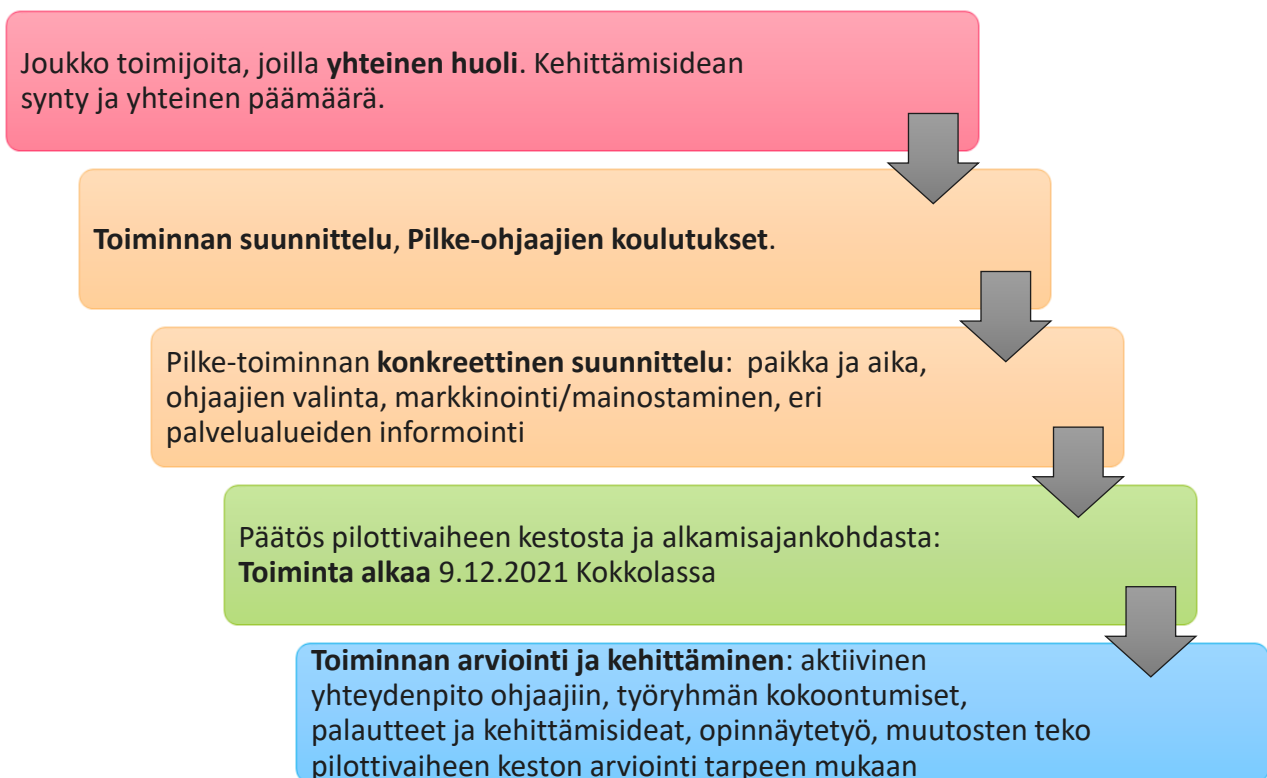 Joukko toimijoita, joilla yhteinen huoli. Kehittämisidean
synty ja yhteinen päämäärä.
Toiminnan suunnittelu, Pilke-ohjaajien koulutukset.
Pilke-toiminnan konkreettinen suunnittelu: paikka ja aika,
ohjaajien valinta, markkinointi/mainostaminen, eri
palvelualueiden informointi
Päätös pilottivaiheen kestosta ja alkamisajankohdasta:
Toiminta alkaa 9.12.2021 Kokkolassa
Toiminnan arviointi ja kehittäminen: aktiivinen
yhteydenpito ohjaajiin, työryhmän kokoontumiset,
palautteet ja kehittämisideat, opinnäytetyö, muutosten teko
pilottivaiheen keston arviointi tarpeen mukaan